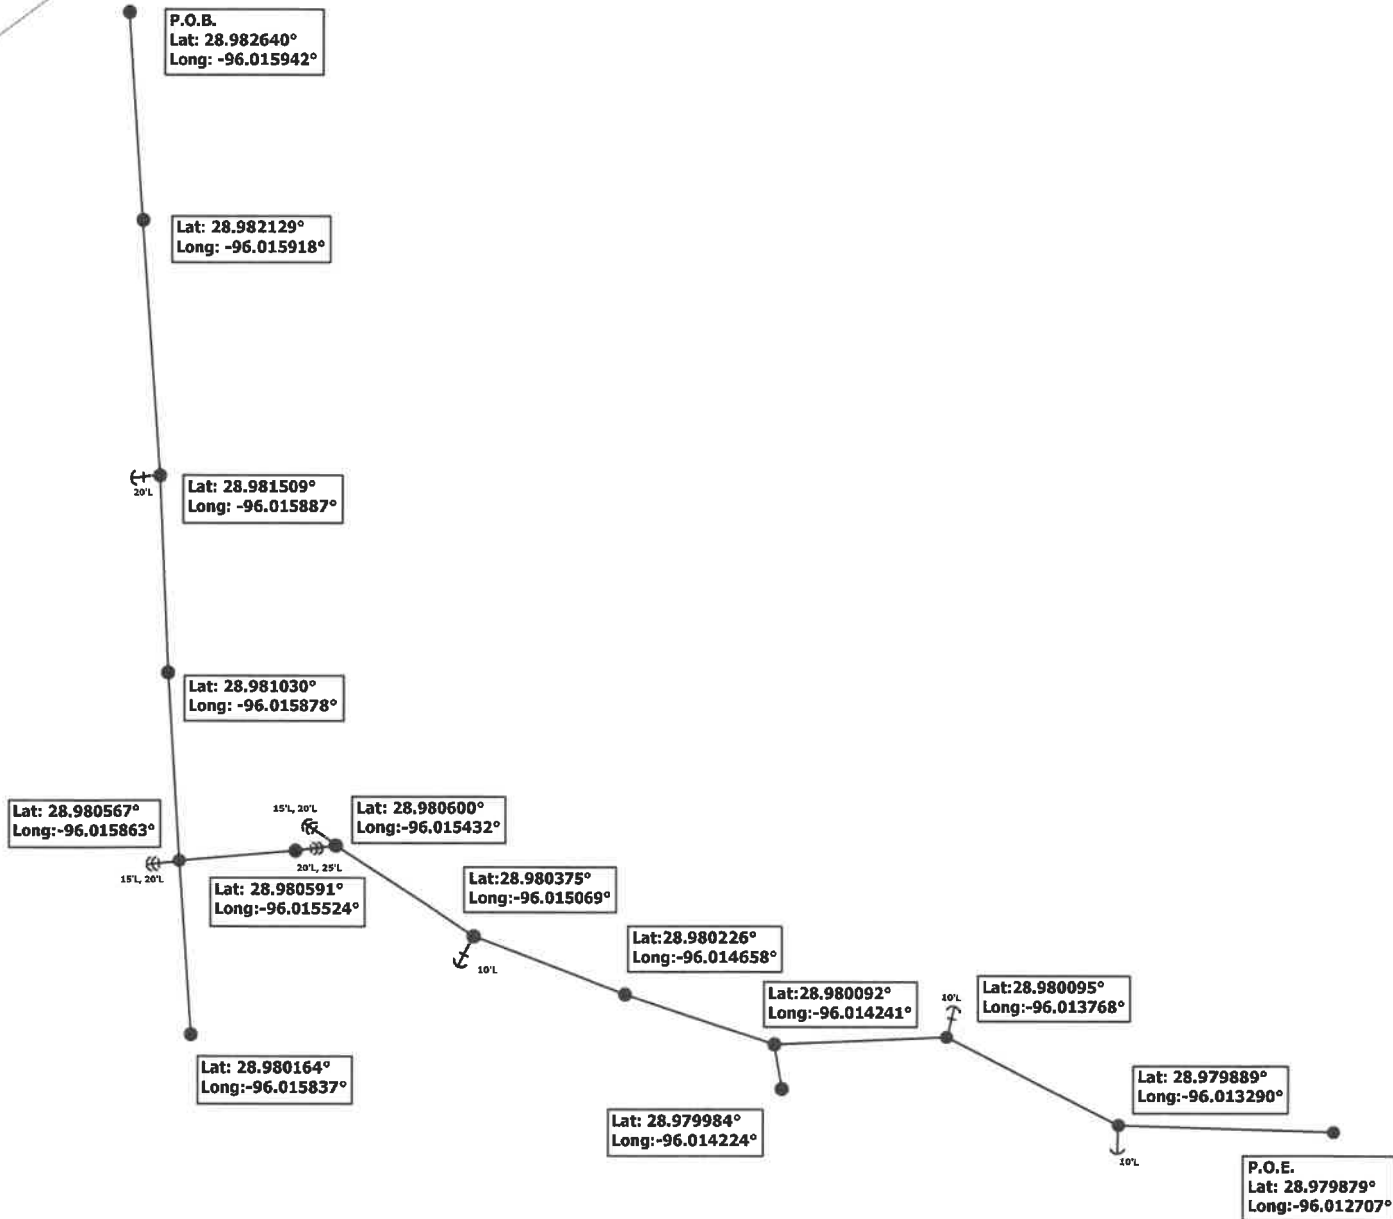 P.O.B.
Lat: 28.982640°
Long: -96.015942°
Lat: 28.982129°
Long: -96.015918°
20'L
Lat: 28.981509°
Long: -96.015887°
Lat: 28.981030°
Long: -96.015878°
Lat: 28.980567°
Long:-96.015863°
15'L, 20'L
15'L, 20'L
Lat: 28.980600°
Long:-96.015432°
20'L, 25'L
Lat: 28.980591°
Long:-96.015524°
Lat:28.980375°
Long:-96.015069°
10'L
Lat:28.980226°
Long:-96.014658°
Lat:28.980092°
Long:-96.014241°
10'L
Lat:28.980095°
Long:-96.013768°
Lat: 28.980164°
Long:-96.015837°
Lat: 28.979984°
Long:-96.014224°
Lat: 28.979889°
Long:-96.013290°
10'L
P.O.E.
Lat: 28.979879°
Long:-96.012707°